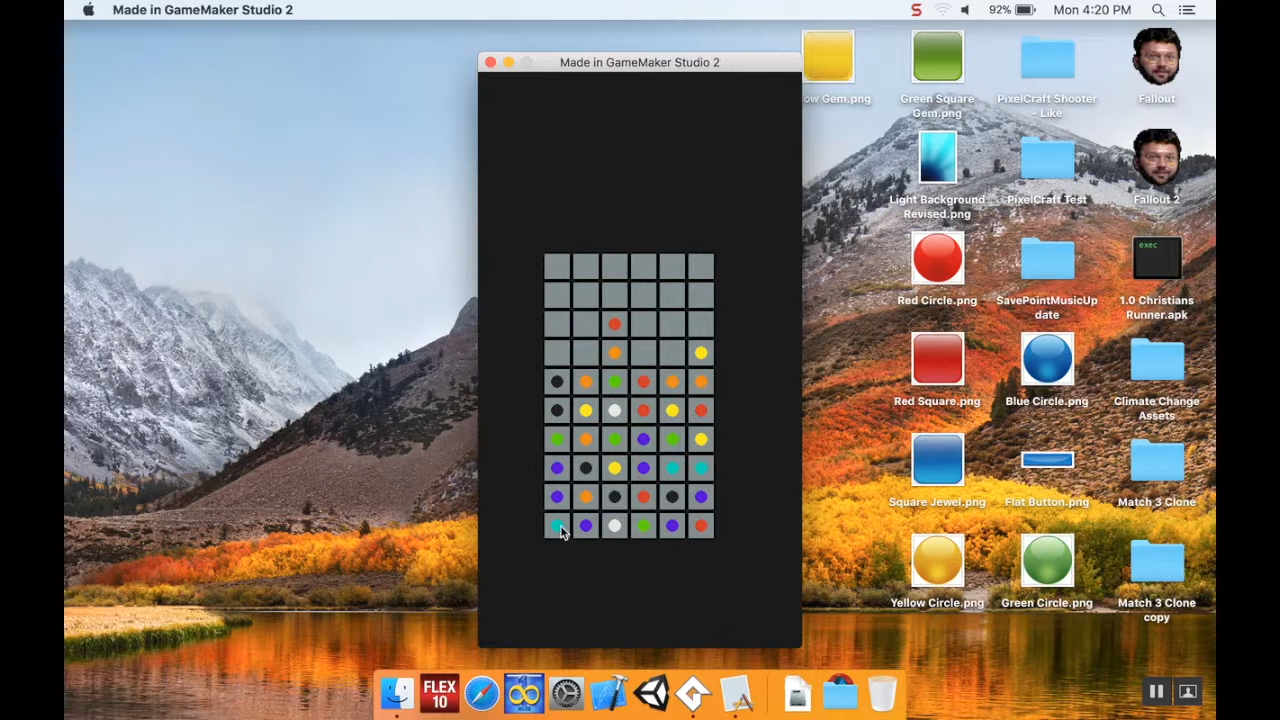 Made in GameMaker Studio 2
92%
Mon 4:20 PM
Made in GameMaker Studio 2
ow Gem.png
Green Square
Gem.png
PixelCraft Shooter
- Like
Fallout
Light Background
Revised.png
PixelCraft Test
Fallout 2
exec
Red Circle.png
SavePointMusicUp
date
1.0 Christians
Runner.apk
Red Square.png
Blue Circle.png
Climate Change
Assets
Square Jewel.png
Flat Button.png
Match 3 Clone
Yellow Circle.png
Green Circle.png
Match 3 Clone
copy
FLEX
10